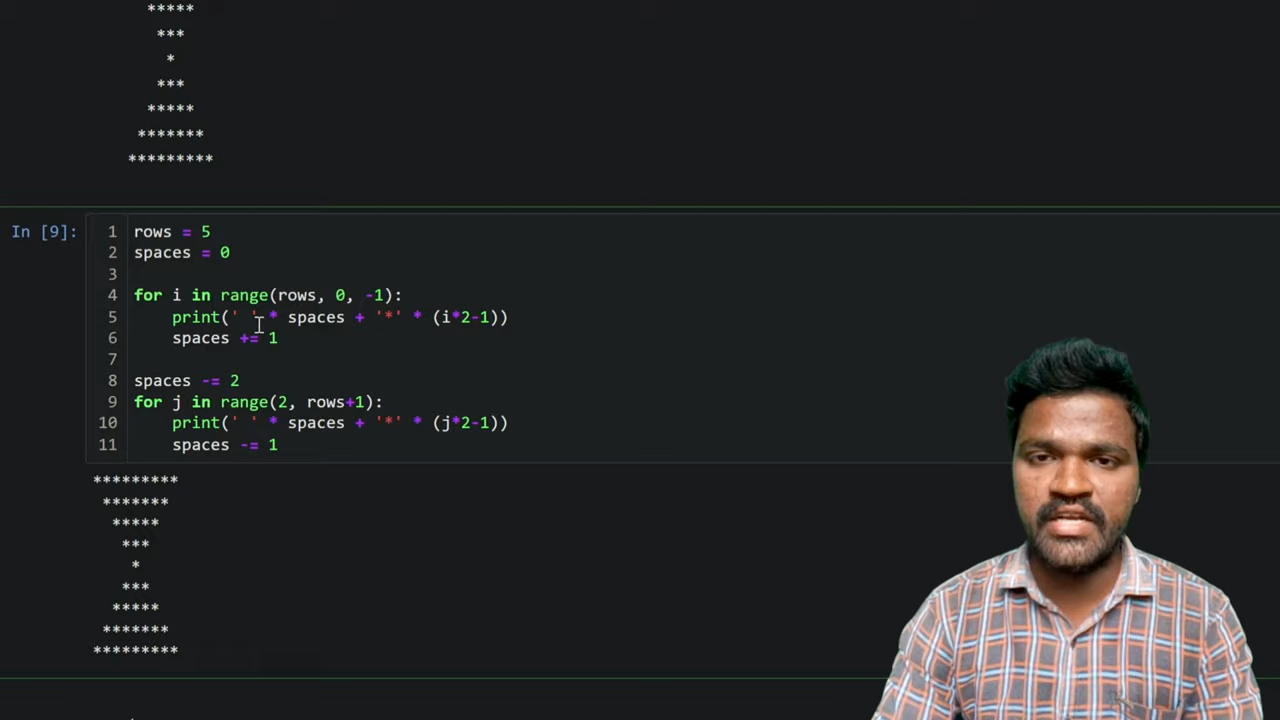 *****
***
*
***
*****
*******
*********
In [9]:
1 rows = 5
2 spaces = 0
3
4 for i in range(rows, 0, -1):
5     print(' ' * spaces + '*' * (i*2-1))
6     spaces += 1
7
8 spaces -= 2
9 for j in range(2, rows+1):
10     print(' ' * spaces + '*' * (j*2-1))
11     spaces -= 1
*********
 *******
  *****
   ***
    *
   ***
  *****
 *******
*********